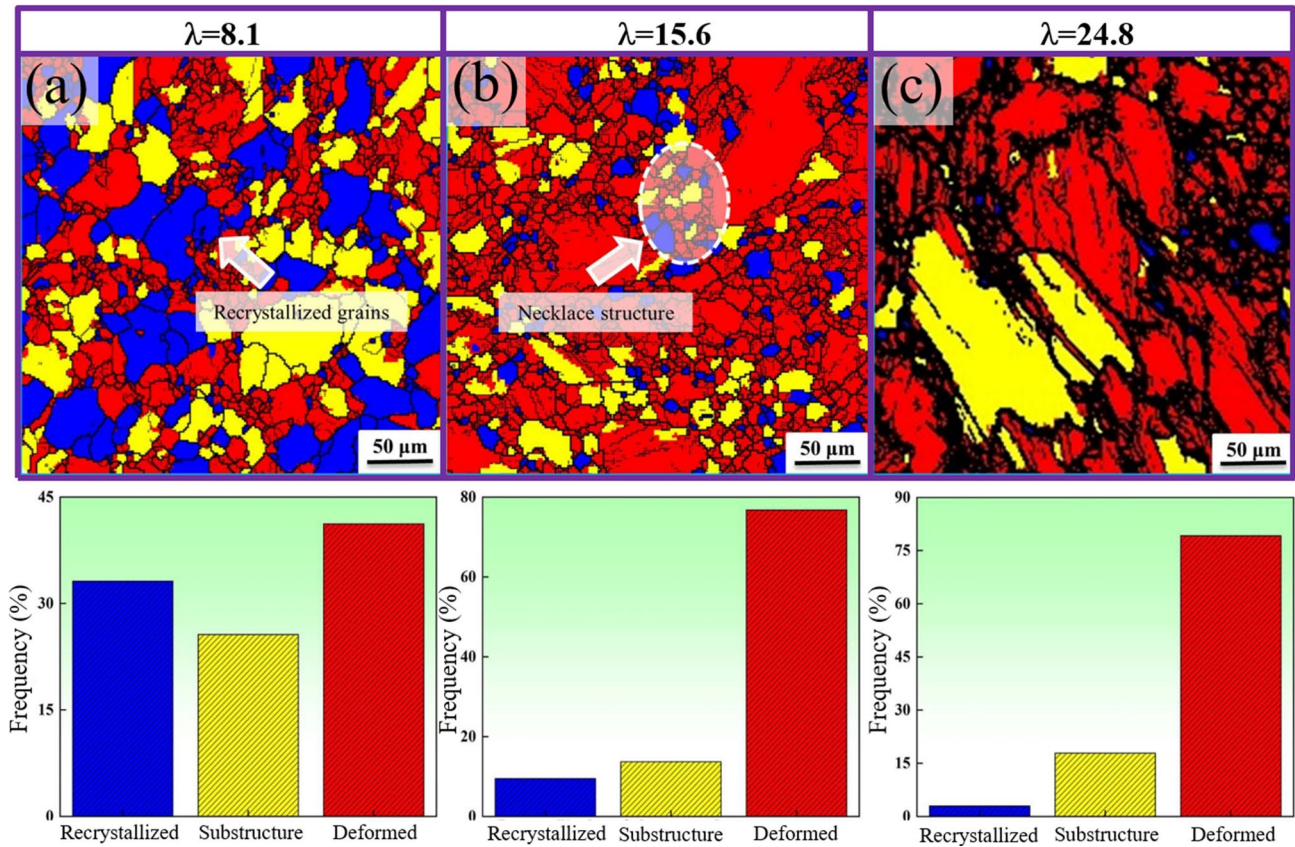 λ=8.1
λ=15.6
λ=24.8
(a)
(b)
(c)
Recrystallized grains
Necklace structure
50 μm
50 μm
50 μm
Frequency (%)
45
30
15
0
Recrystallized
Substructure
Deformed
Frequency (%)
80
60
40
20
0
Recrystallized
Substructure
Deformed
Frequency (%)
90
75
60
45
30
15
0
Recrystallized
Substructure
Deformed